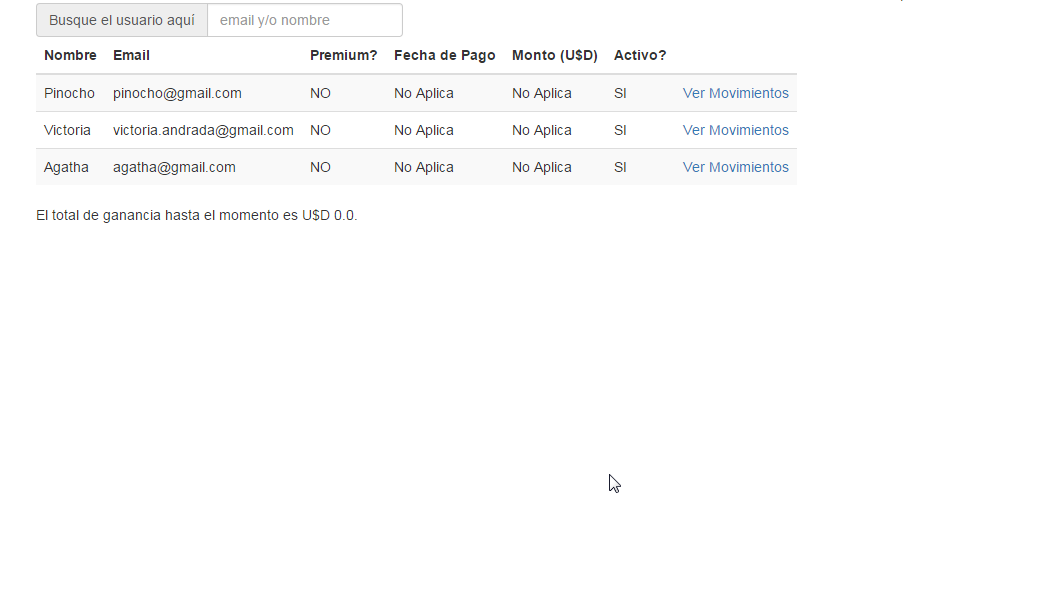 Busque el usuario aquí email y/o nombre
Nombre Email Premium? Fecha de Pago Monto (U$D) Activo?
Pinocho pinocho@gmail.com NO No Aplica No Aplica SI Ver Movimientos
Victoria victoria.andrada@gmail.com NO No Aplica No Aplica SI Ver Movimientos
Agatha agatha@gmail.com NO No Aplica No Aplica SI Ver Movimientos
El total de ganancia hasta el momento es U$D 0.0.